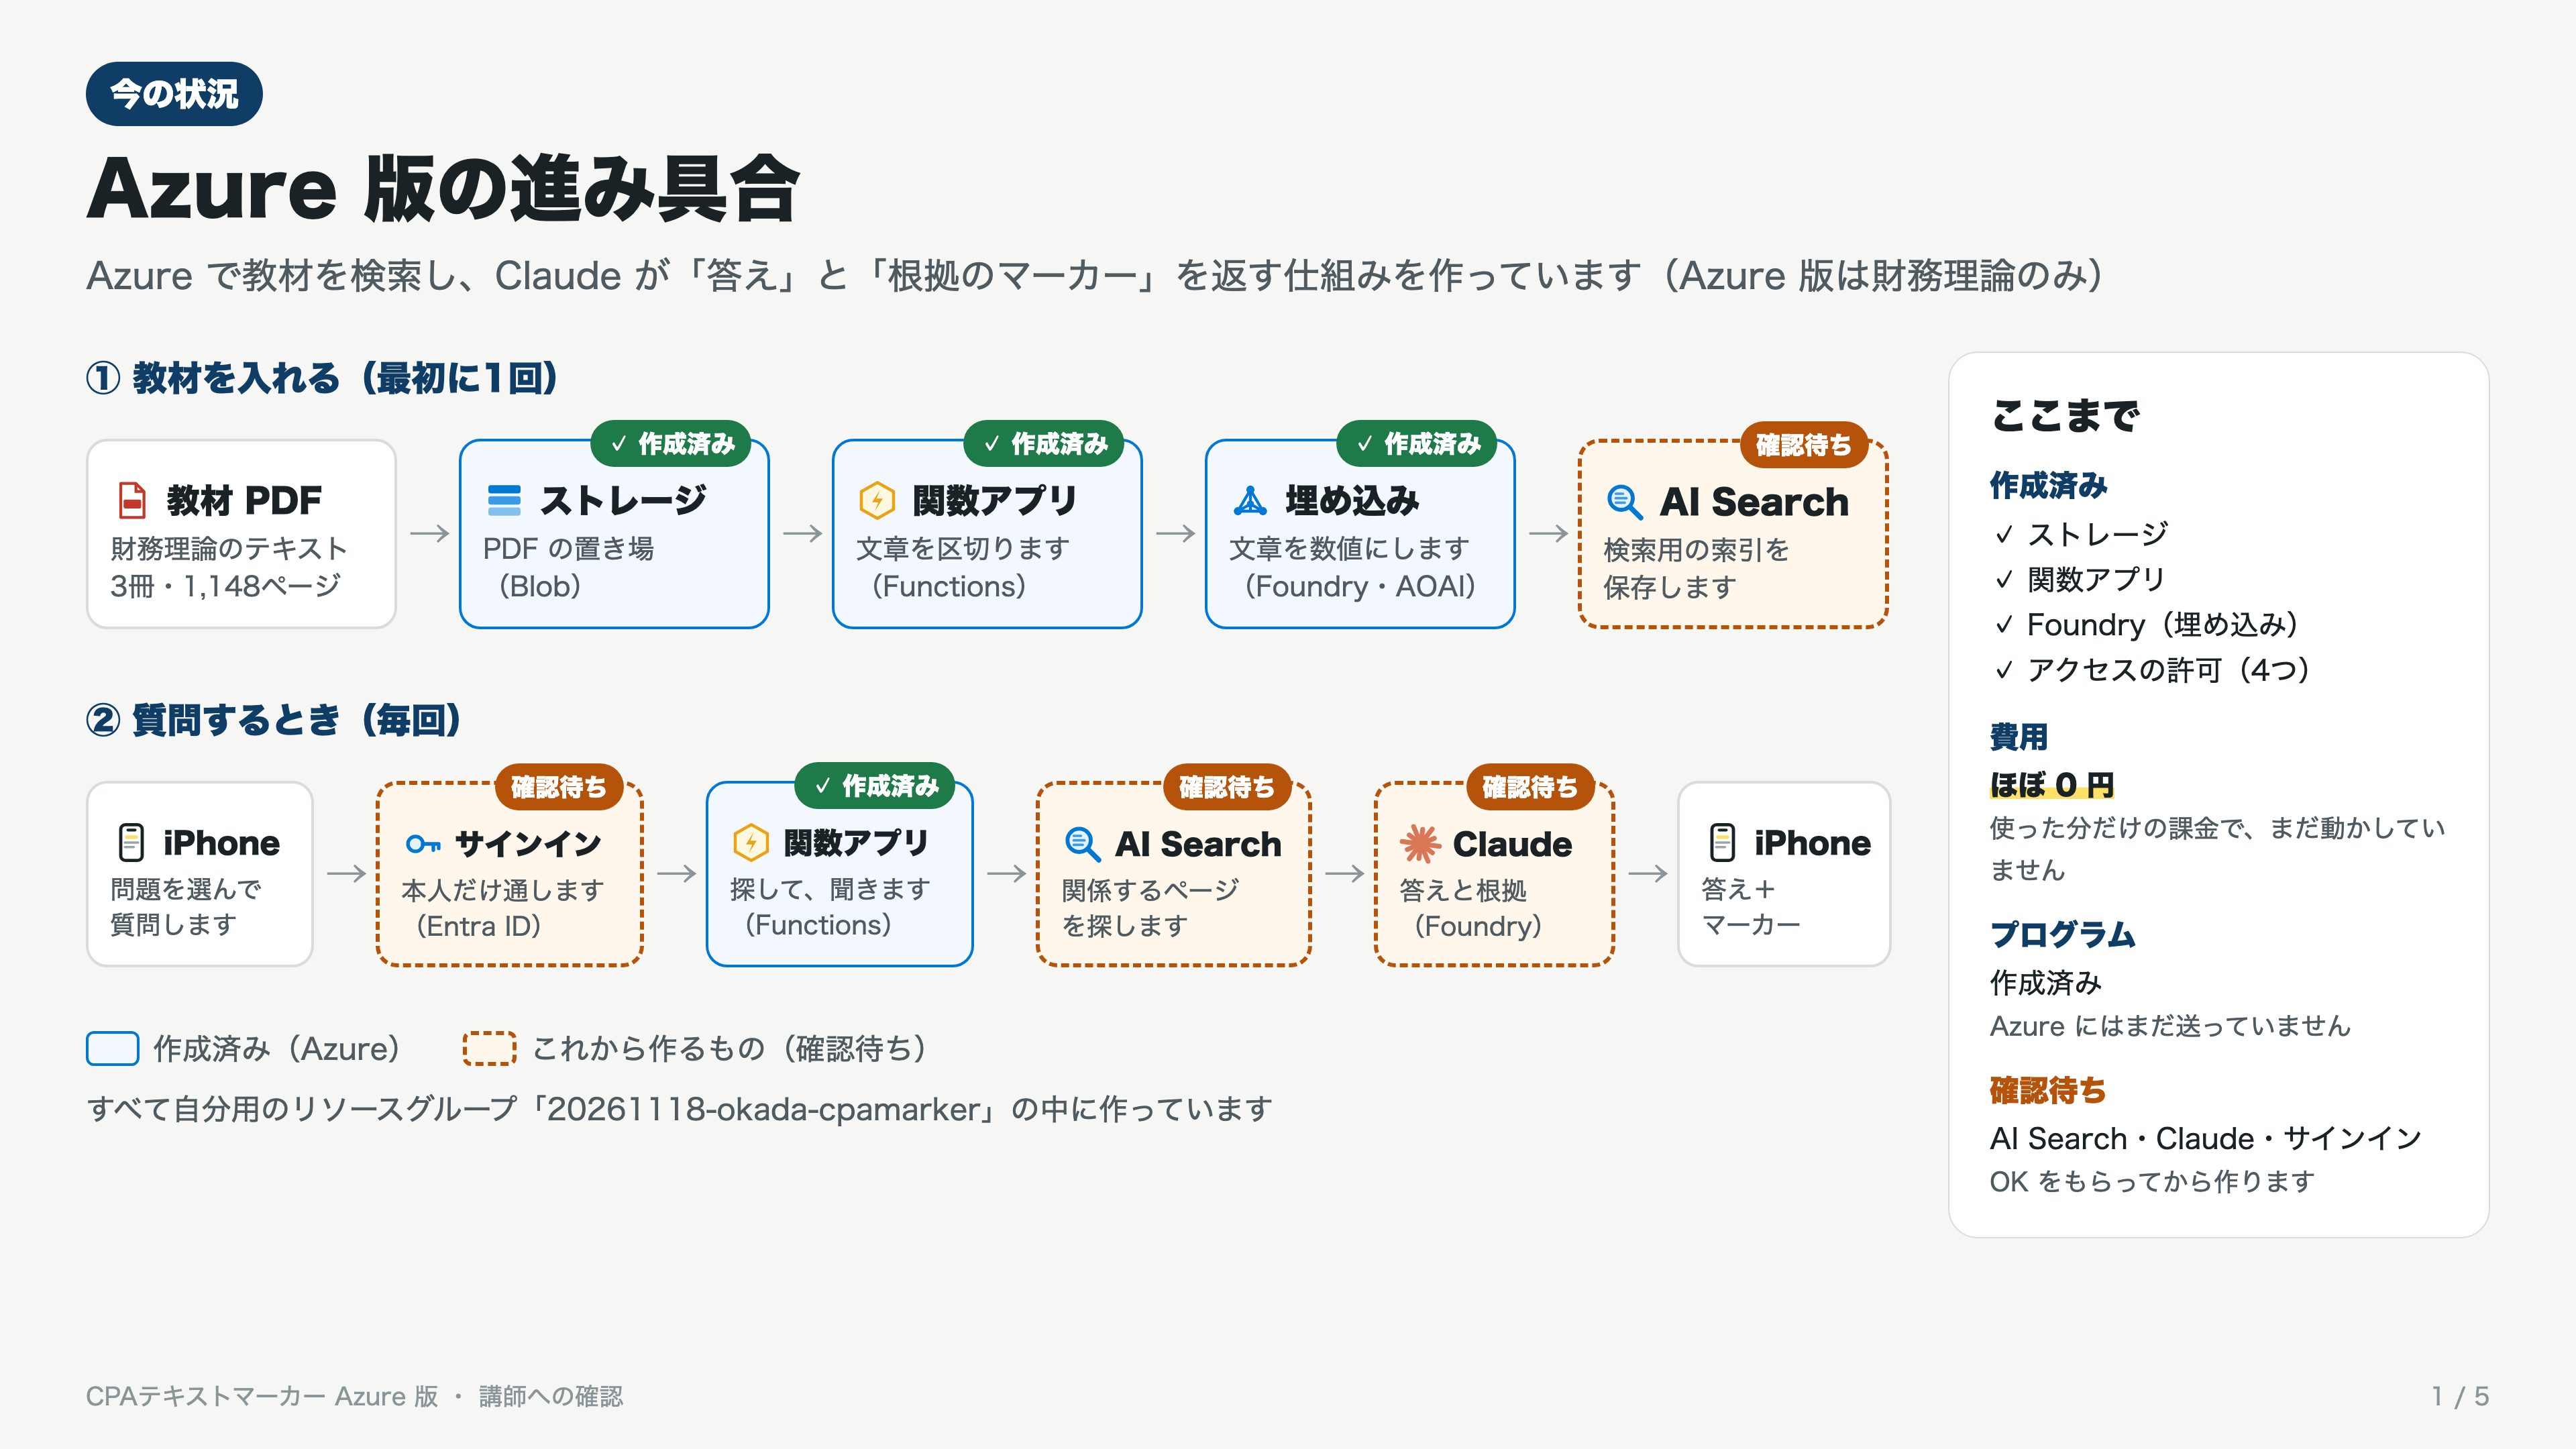 今の状況
Azure 版の進み具合
Azure で教材を検索し、Claude が「答え」と「根拠のマーカー」を返す仕組みを作っています（Azure 版は財務理論のみ）
① 教材を入れる（最初に1回）
教材 PDF
財務理論のテキスト
3冊・1,148ページ
→
✓ 作成済み
ストレージ
PDF の置き場
（Blob）
→
✓ 作成済み
関数アプリ
文章を区切ります
（Functions）
→
✓ 作成済み
埋め込み
文章を数値にします
（Foundry・AOAI）
→
確認待ち
AI Search
検索用の索引を
保存します
② 質問するとき（毎回）
iPhone
問題を選んで
質問します
→
確認待ち
サインイン
本人だけ通します
（Entra ID）
→
✓ 作成済み
関数アプリ
探して、聞きます
（Functions）
→
確認待ち
AI Search
関係するページ
を探します
→
確認待ち
Claude
答えと根拠
（Foundry）
→
iPhone
答え＋
マーカー
作成済み（Azure）
これから作るもの（確認待ち）
すべて自分用のリソースグループ「20261118-okada-cpamarker」の中に作っています
ここまで
作成済み
✓ ストレージ
✓ 関数アプリ
✓ Foundry（埋め込み）
✓ アクセスの許可（4つ）
費用
ほぼ 0 円
使った分だけの課金で、まだ動かしてい
ません
プログラム
作成済み
Azure にはまだ送っていません
確認待ち
AI Search・Claude・サインイン
OK をもらってから作ります
CPAテキストマーカー Azure 版 ・ 講師への確認
1 / 5